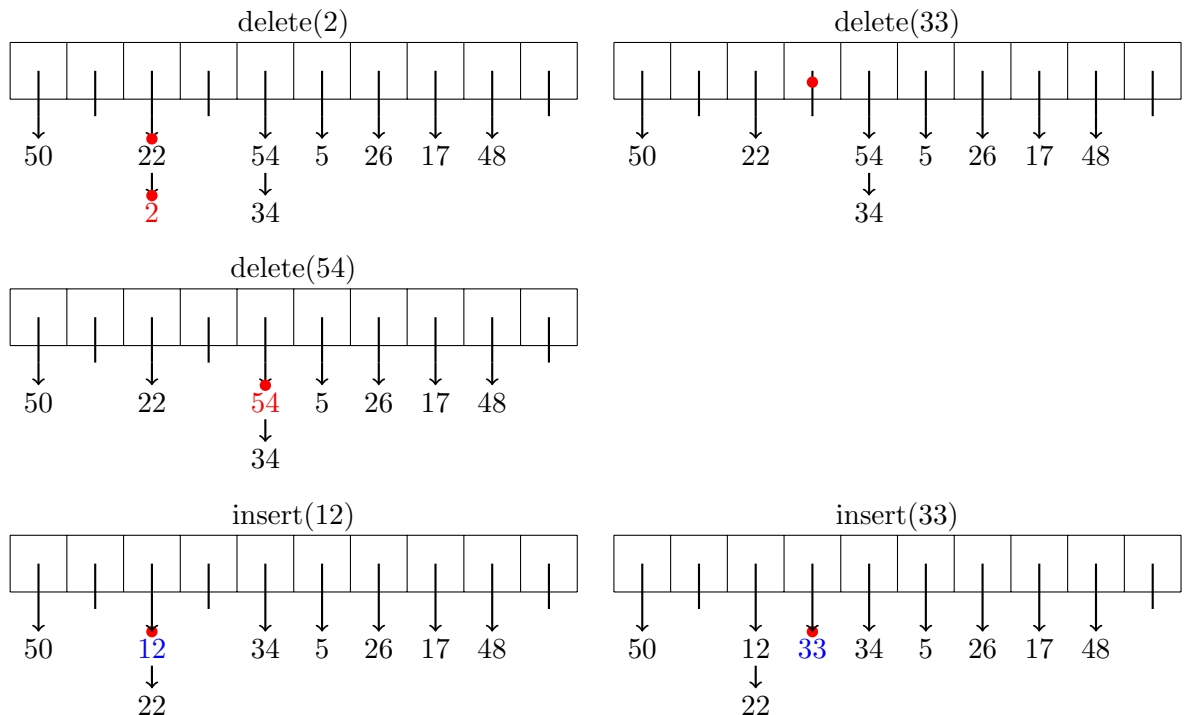 delete(2)
50 22 54 5 26 17 48
2 34
delete(33)
50 22 54 5 26 17 48
34
delete(54)
50 22 54 5 26 17 48
34
insert(12)
50 12 34 5 26 17 48
22
insert(33)
50 12 33 34 5 26 17 48
22